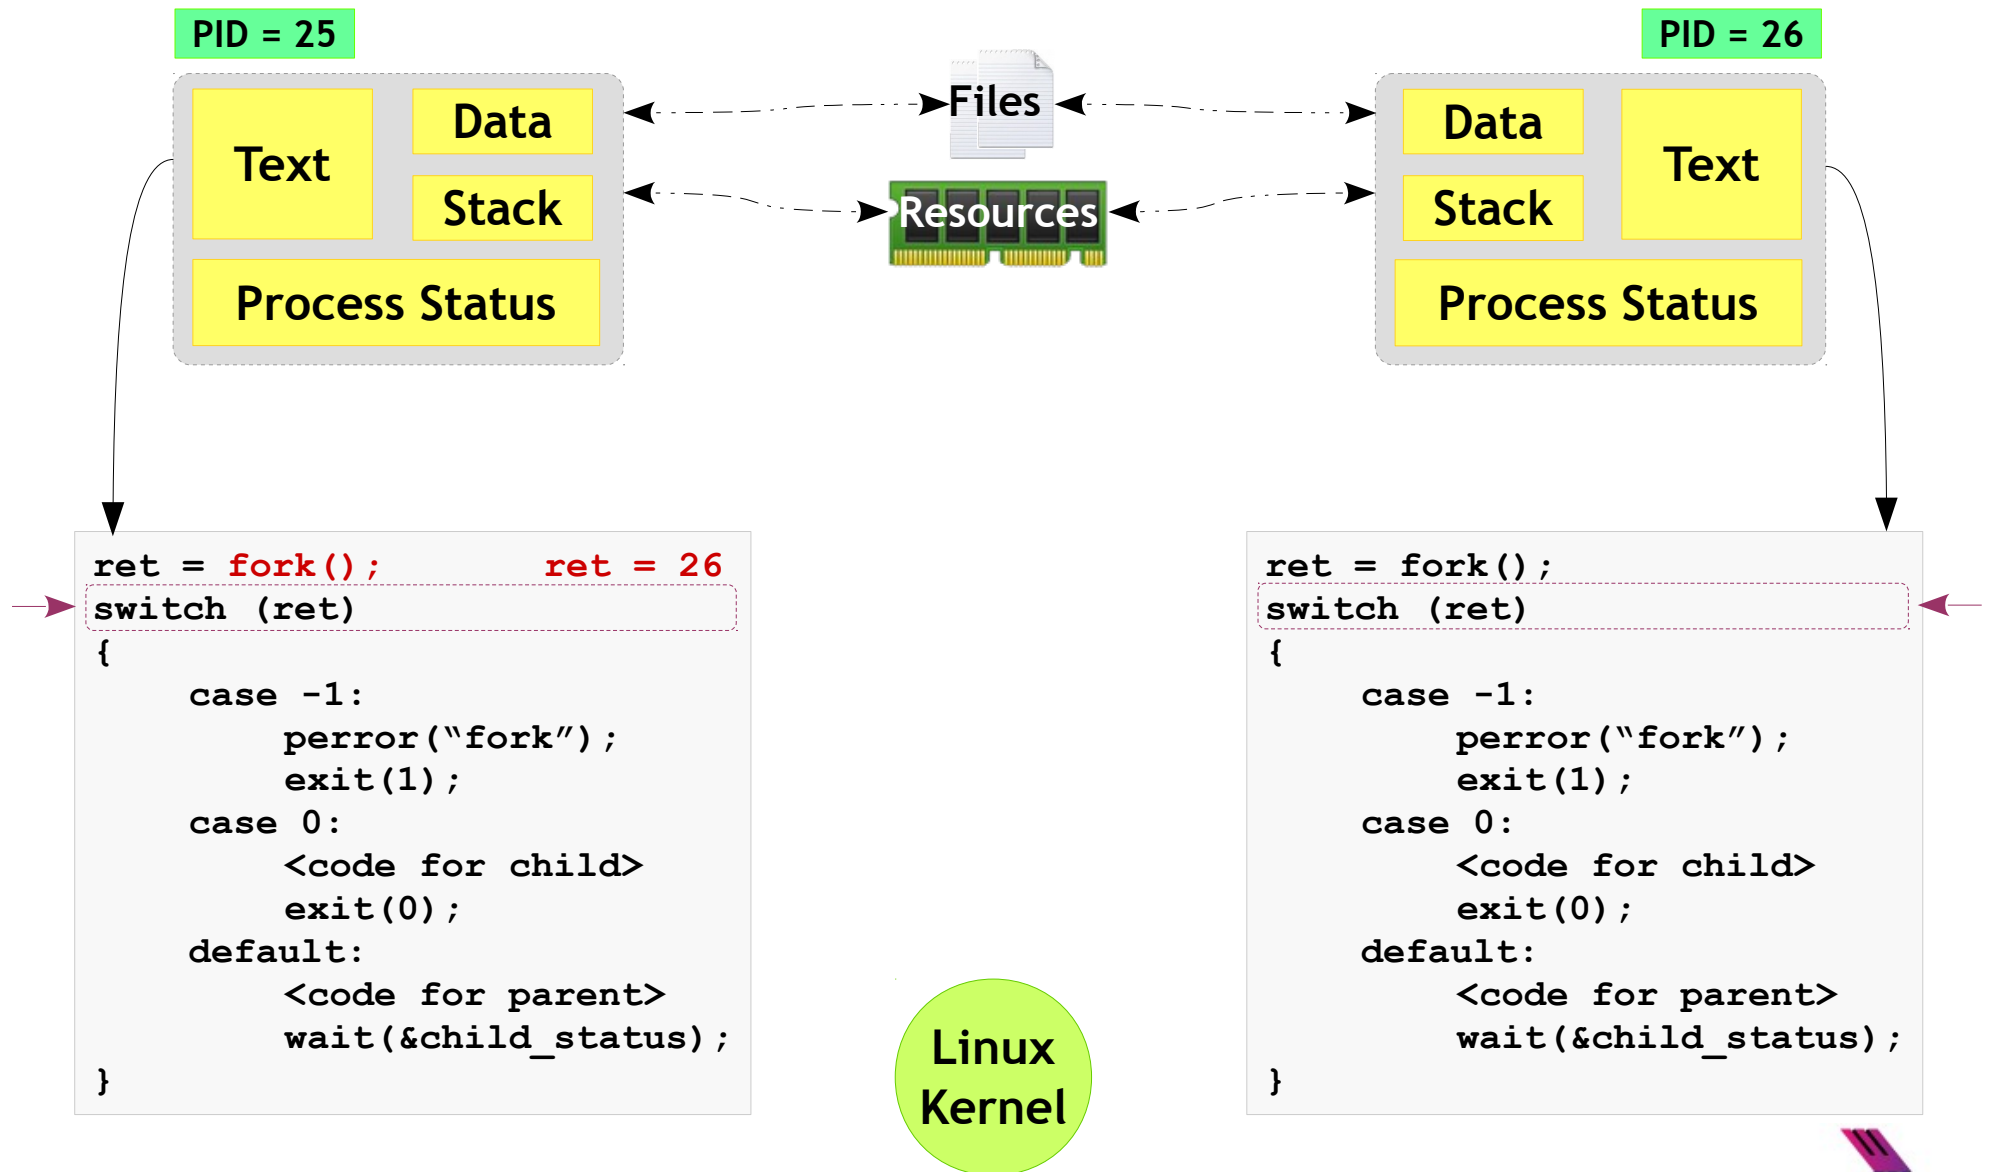 PID = 25
Text
Data
Stack
Process Status
Files
Resources
PID = 26
Data
Stack
Text
Process Status
ret = fork(); ret = 26
switch (ret)
{
case -1:
perror(“fork”);
exit(1);
case 0:
<code for child>
exit(0);
default:
<code for parent>
wait(&child_status);
}
Linux
Kernel
ret = fork();
switch (ret)
{
case -1:
perror(“fork”);
exit(1);
case 0:
<code for child>
exit(0);
default:
<code for parent>
wait(&child_status);
}